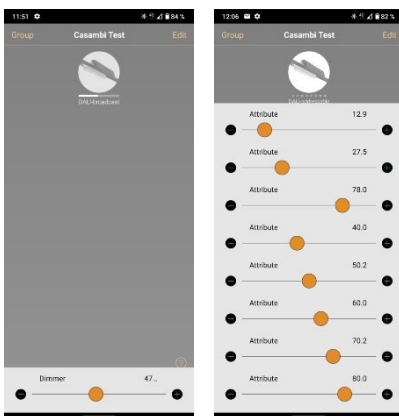 11:51 84 %
Group Casambi Test Edit
DALI-broadcast
?
Dimmer 47..
12:06 82 %
Group Casambi Test Edit
Attribute 12.9
Attribute 27.5
Attribute 78.0
Attribute 40.0
Attribute 50.2
Attribute 60.0
Attribute 70.2
Attribute 80.0